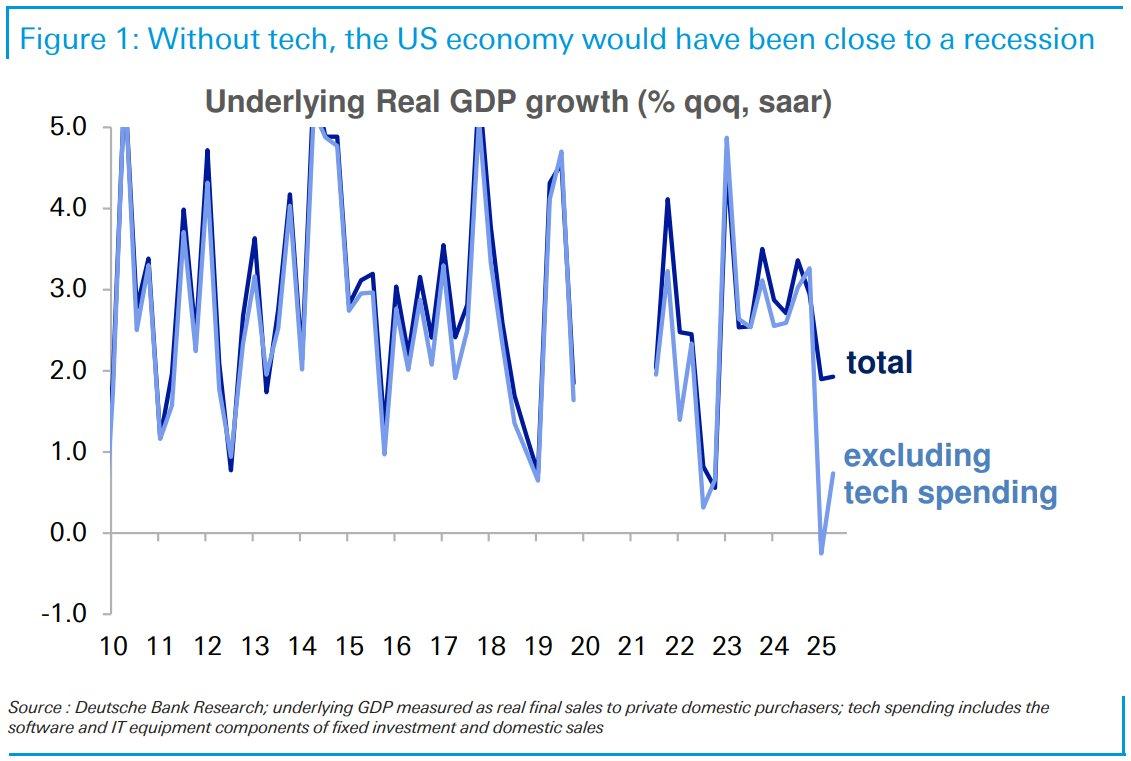 Figure 1: Without tech, the US economy would have been close to a recession
Underlying Real GDP growth (% qoq, saar)
5.0
4.0
3.0
2.0
1.0
0.0
-1.0
total
excluding
tech spending
10 11 12 13 14 15 16 17 18 19 20 21 22 23 24 25
Source : Deutsche Bank Research; underlying GDP measured as real final sales to private domestic purchasers; tech spending includes the
software and IT equipment components of fixed investment and domestic sales